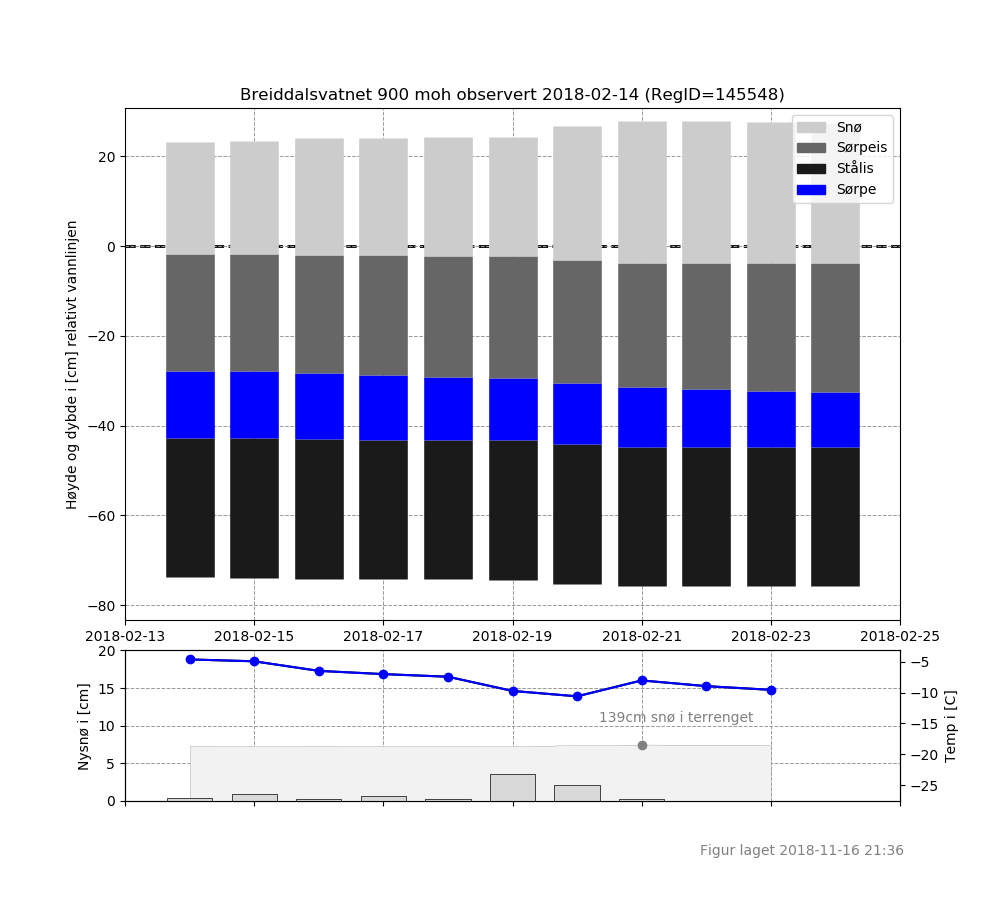 Breiddalsvatnet 900 moh observert 2018-02-14 (RegID=145548)
Høyde og dybde i [cm] relativt vannlinjen
20
0
−20
−40
−60
−80
Snø
Sørpeis
Stålis
Sørpe
2018-02-13 2018-02-15 2018-02-17 2018-02-19 2018-02-21 2018-02-23 2018-02-25
Nysnø i [cm]
20
15
10
5
0
139cm snø i terrenget
−5
−10
−15
−20
−25
Temp i [C]
Figur laget 2018-11-16 21:36